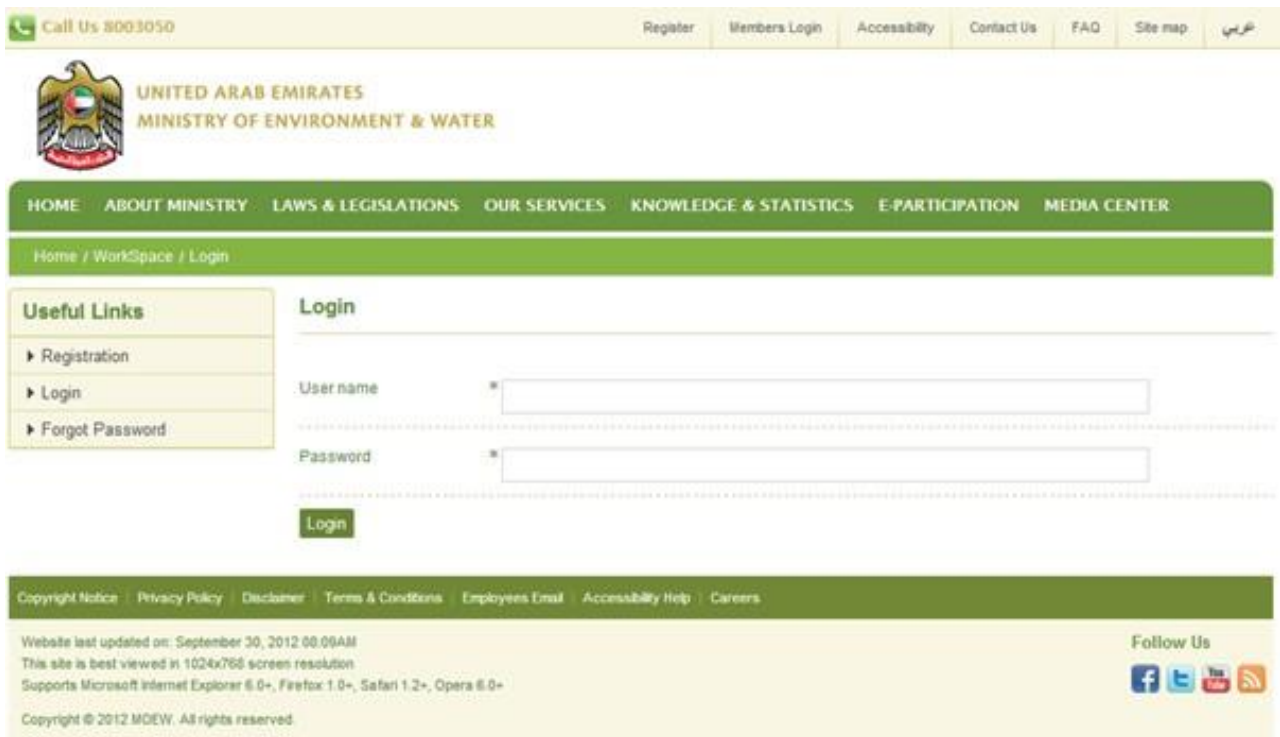 Call Us 8003050
Register Members Login Accessibility Contact Us FAQ Site map عربي
UNITED ARAB EMIRATES
MINISTRY OF ENVIRONMENT & WATER
HOME ABOUT MINISTRY LAWS & LEGISLATIONS OUR SERVICES KNOWLEDGE & STATISTICS E-PARTICIPATION MEDIA CENTER
Home / WorkSpace / Login
Useful Links
Registration
Login
Forgot Password
Login
User name *
Password *
Login
Copyright Notice Privacy Policy Disclaimer Terms & Conditions Employees Email Accessibility Help Careers
Website last updated on: September 30, 2012 08:09AM
This site is best viewed in 1024x768 screen resolution
Supports Microsoft Internet Explorer 6.0+, Firefox 1.0+, Safari 1.2+, Opera 6.0+
Copyright © 2012 MOEW. All rights reserved.
Follow Us
You Tube